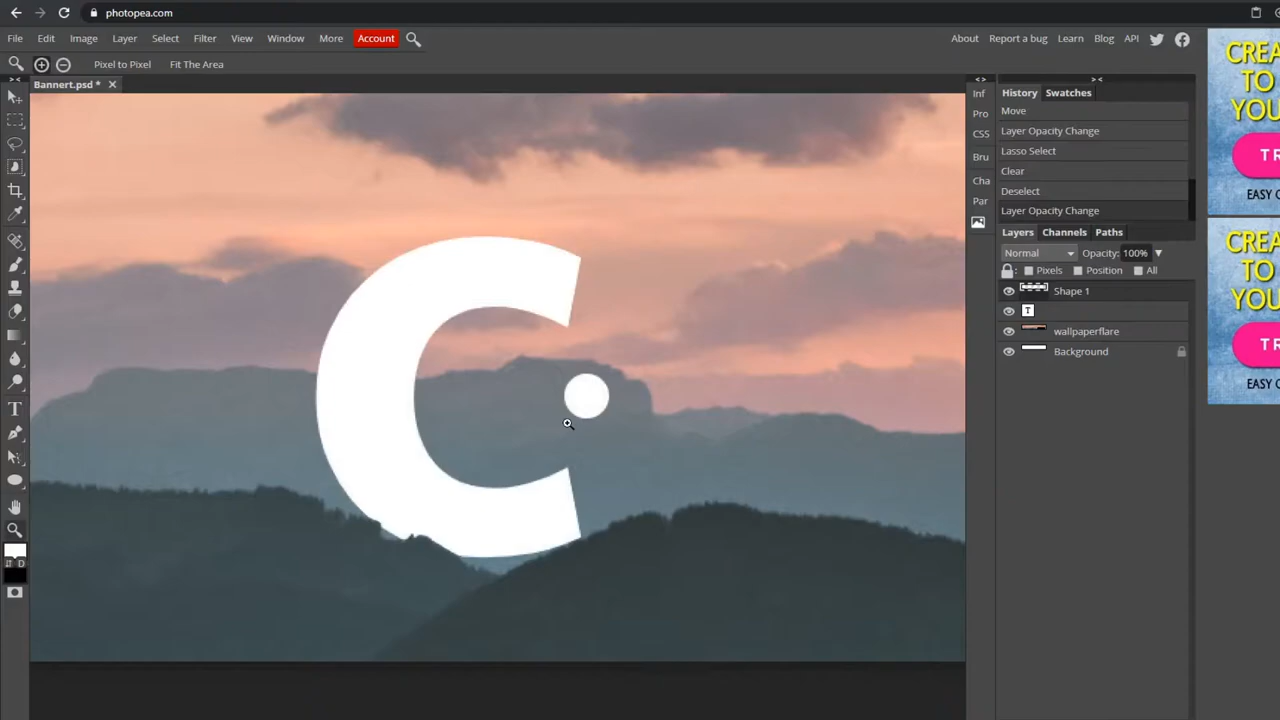 photopea.com
File Edit Image Layer Select Filter View Window More Account About Report a bug Learn Blog API
Pixel to Pixel Fit The Area
Bannert.psd *
C
Inf
Pro
CSS
Bru
Cha
Par
History Swatches
Move
Layer Opacity Change
Lasso Select
Clear
Deselect
Layer Opacity Change
Layers Channels Paths
Normal Opacity: 100%
Pixels Position All
Shape 1
T
wallpaperflare
Background
T
D
CREA
TO
YOU
TR
EASY C
CREA
TO
YOU
TR
EASY C